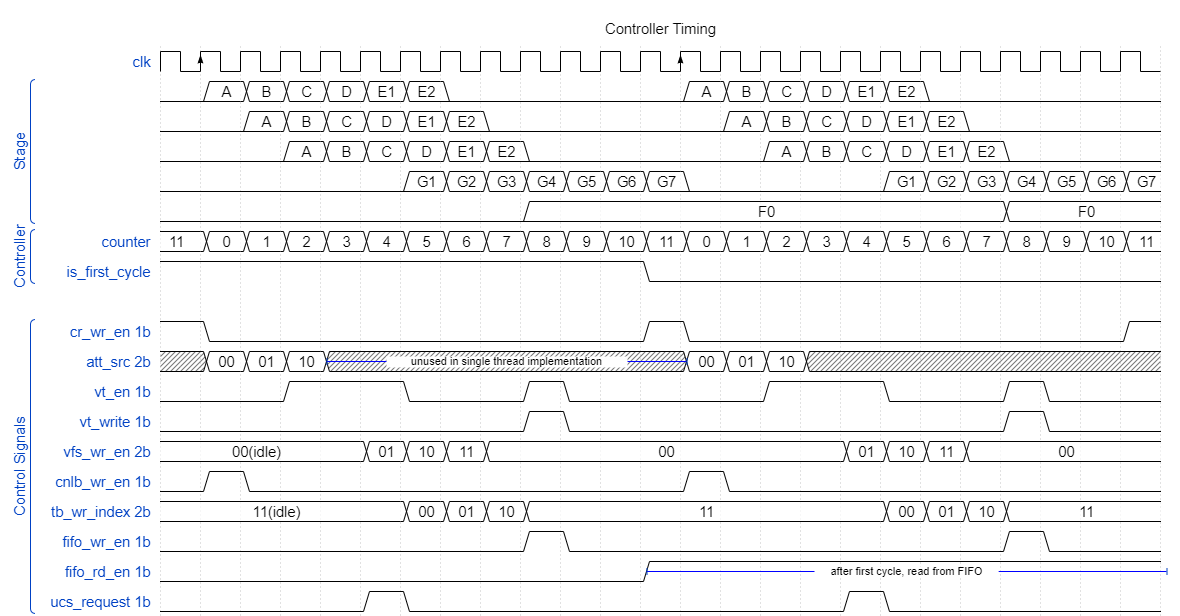 Controller Timing
clk
Stage
A B C D E1 E2 A B C D E1 E2
A B C D E1 E2 A B C D E1 E2
A B C D E1 E2 A B C D E1 E2
G1 G2 G3 G4 G5 G6 G7 G1 G2 G3 G4 G5 G6 G7
F0 F0
Controller
counter 11 0 1 2 3 4 5 6 7 8 9 10 11 0 1 2 3 4 5 6 7 8 9 10 11
is_first_cycle
Control Signals
cr_wr_en 1b
att_src 2b 00 01 10 unused in single thread implementation 00 01 10
vt_en 1b
vt_write 1b
vfs_wr_en 2b 00(idle) 01 10 11 00 01 10 11 00
cnlb_wr_en 1b
tb_wr_index 2b 11(idle) 00 01 10 11 00 01 10 11
fifo_wr_en 1b
fifo_rd_en 1b after first cycle, read from FIFO
ucs_request 1b